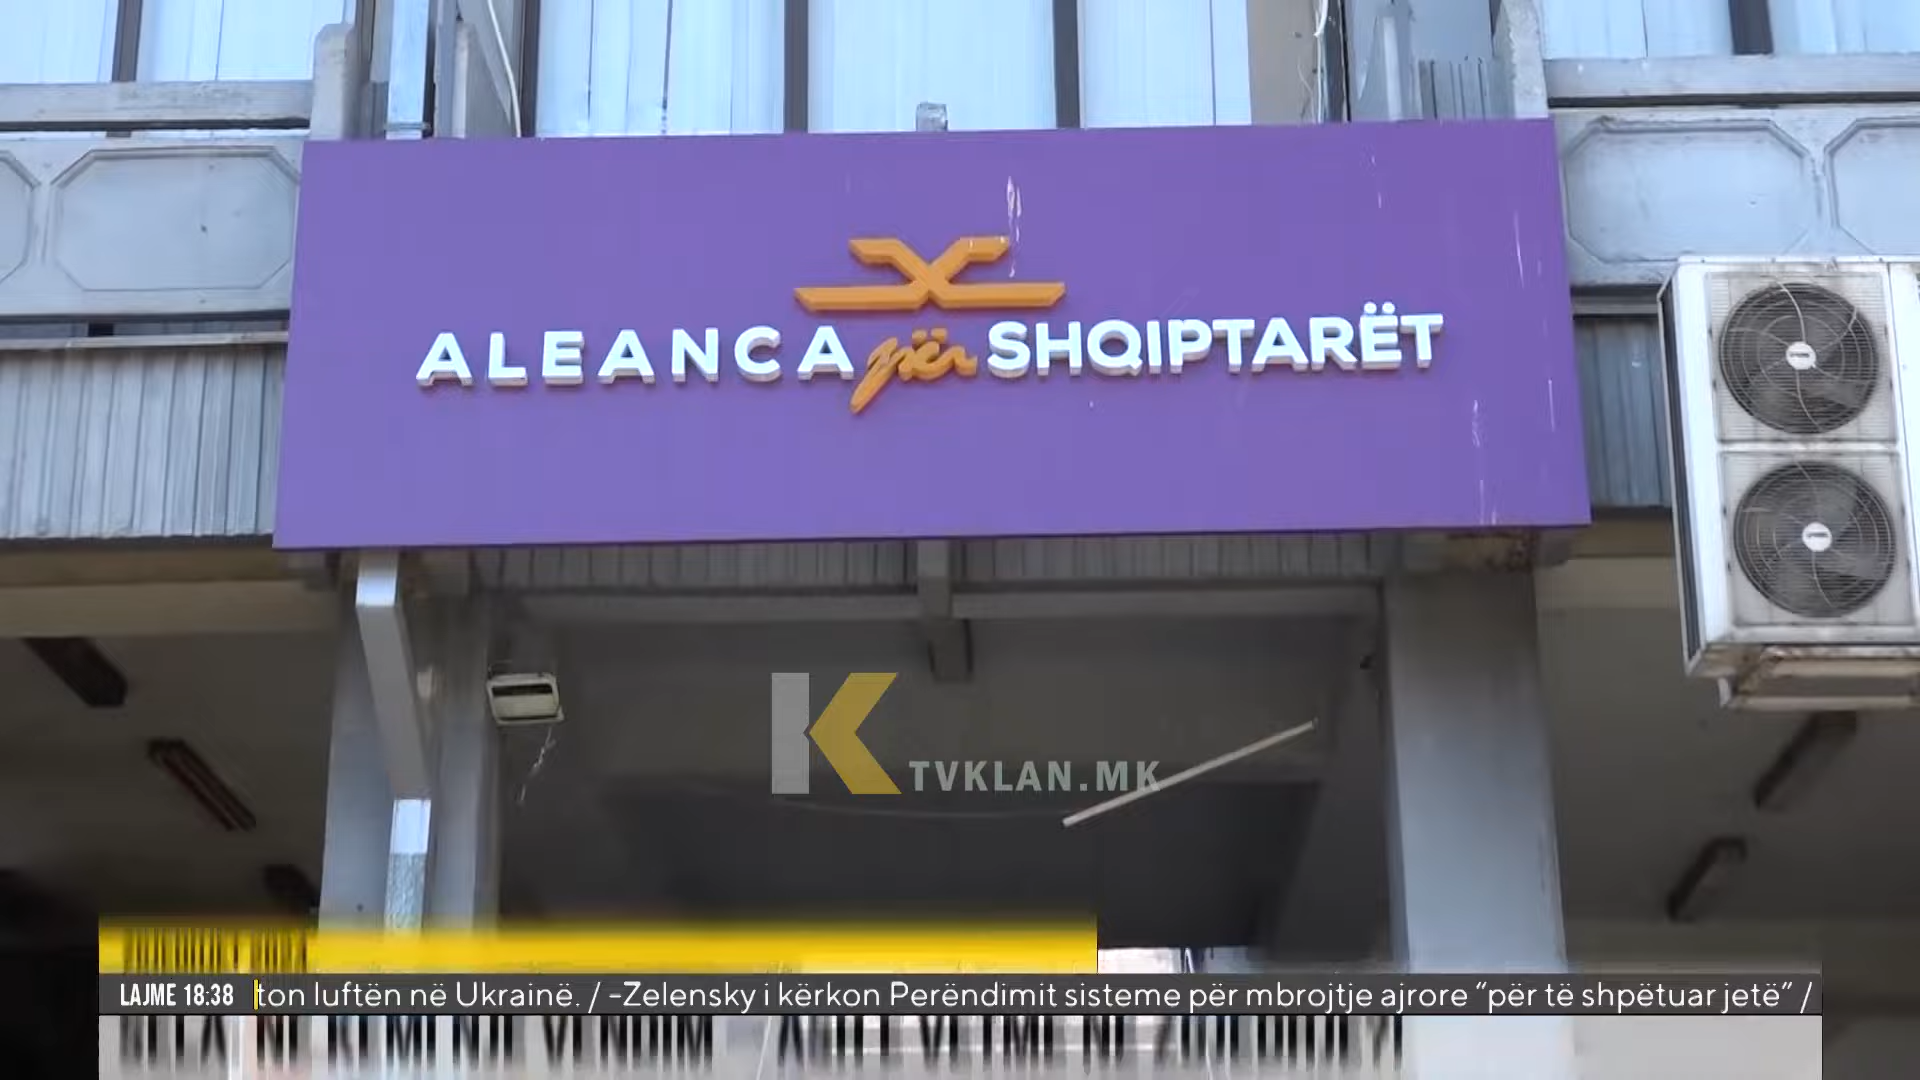 ALEANCA për SHQIPTARËT
TVKLAN.MK
LAJME 18:38 ton luftën në Ukrainë. / -Zelensky i kërkon Perëndimit sisteme për mbrojtje ajrore “për të shpëtuar jetë” /